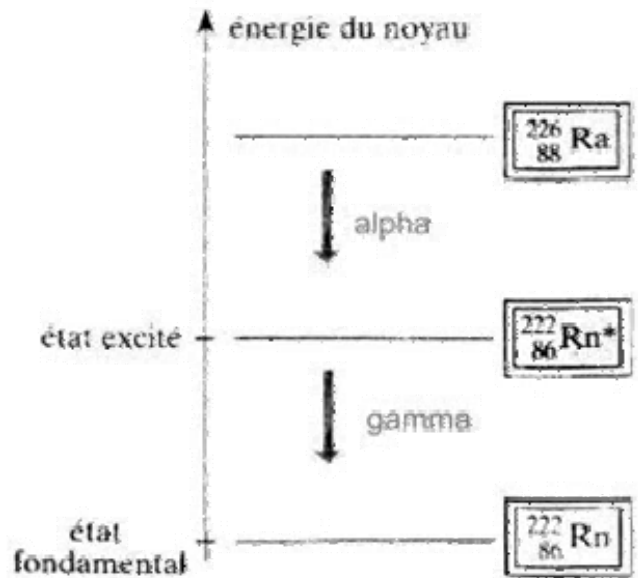 énergie du noyau
226
88 Ra
alpha
état excité
222
86 Rn*
gamma
état
fondamental
222
86 Rn